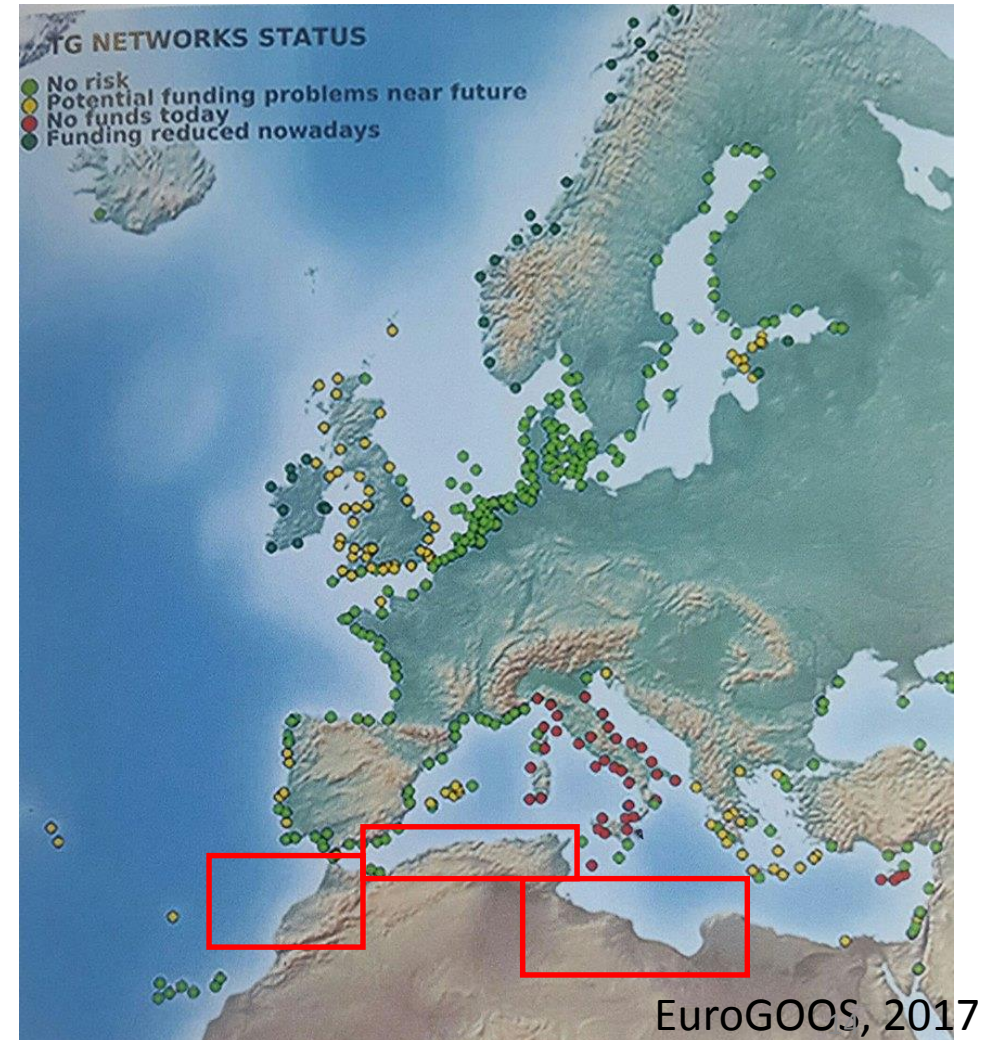 TG NETWORKS STATUS
No risk
Potential funding problems near future
No funds today
Funding reduced nowadays
EuroGOOS, 2017